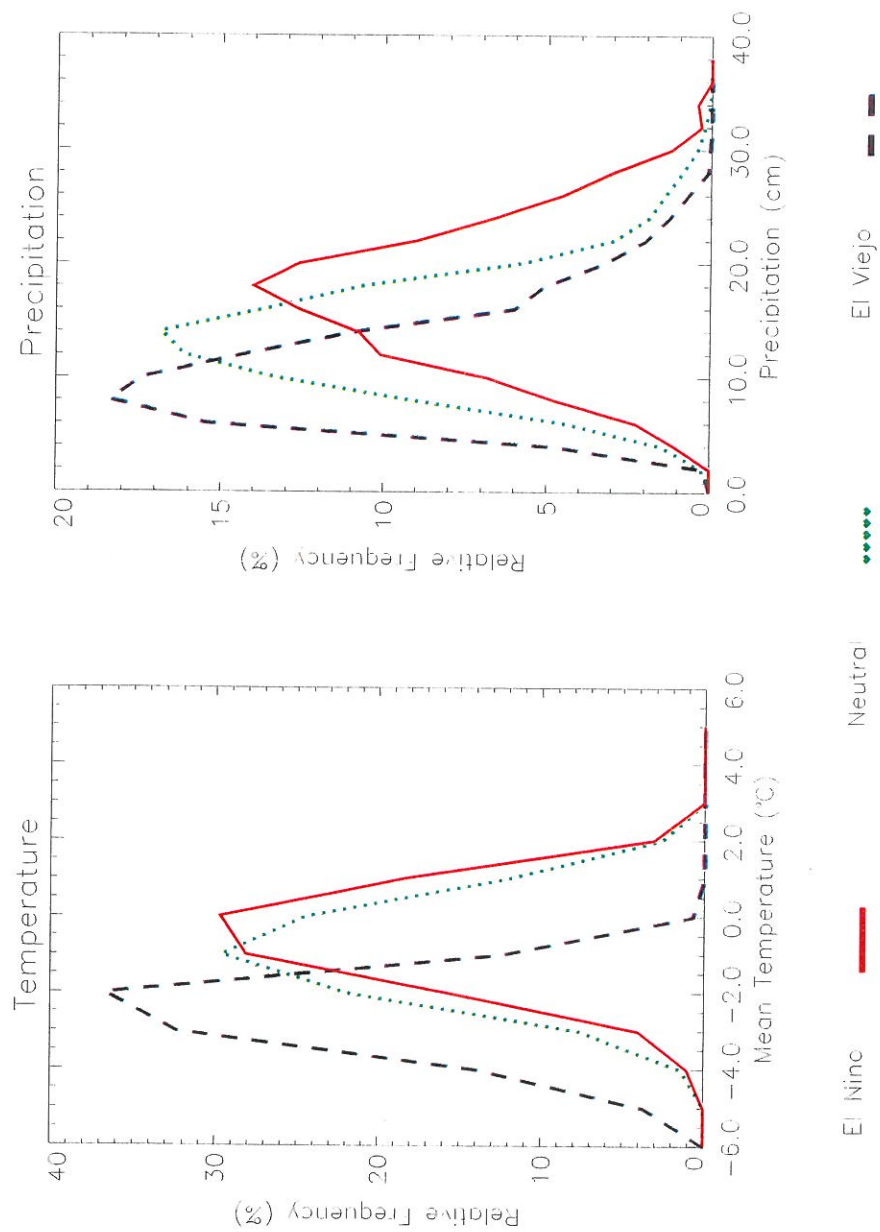 Temperature
Relative Frequency (%)
40
30
20
10
0
-6.0 -4.0 -2.0 0.0 2.0 4.0 6.0
Mean Temperature (°C)
Precipitation
Relative Frequency (%)
20
15
10
5
0
0.0 10.0 20.0 30.0 40.0
Precipitation (cm)
El Nino
Neutral
El Viejo